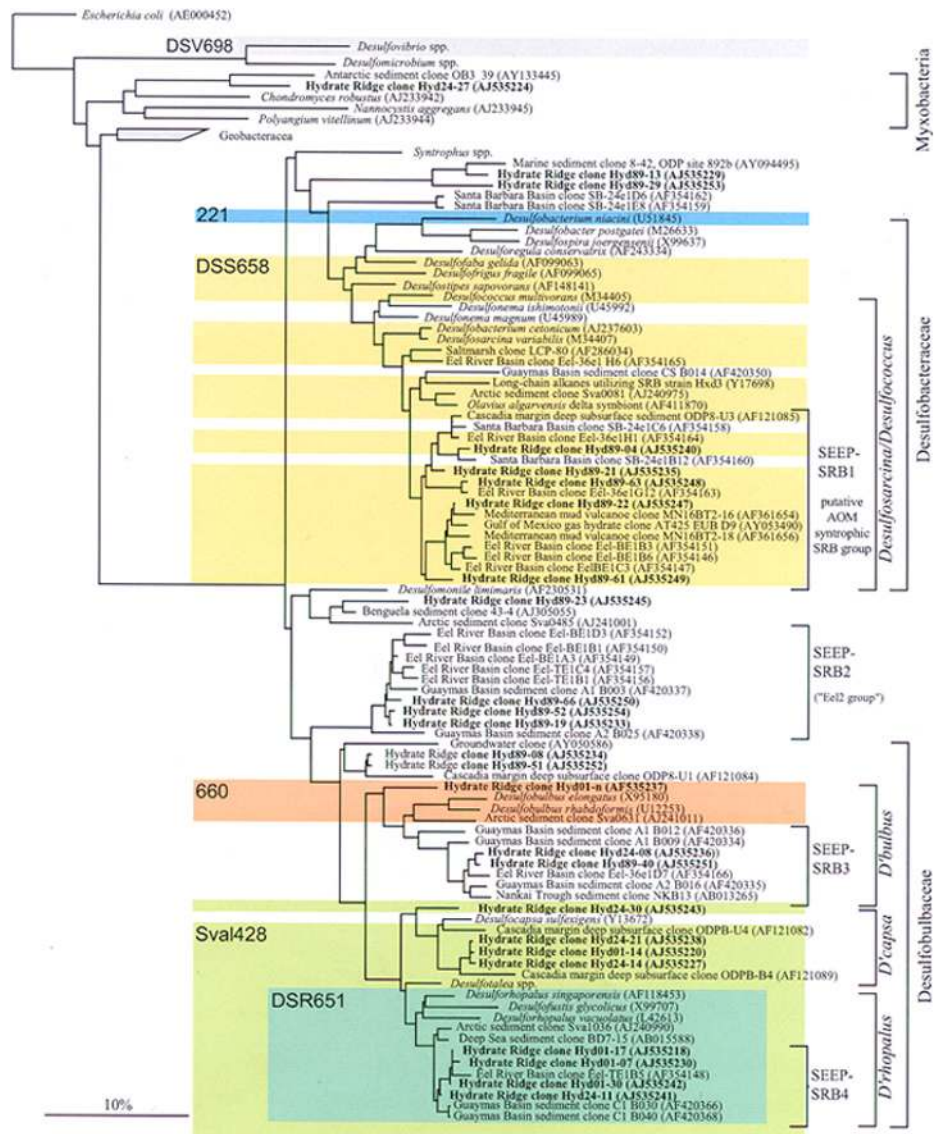 Escherichia coli (AE000452)
DSV698
Desulfovibrio spp.
Desulfomicrobium spp.
Antarctic sediment clone OB3_39 (AY133445)
Hydrate Ridge clone Hyd24-27 (AJ535224)
Chondromyces robustus (AJ233942)
Nannocystis aggregans (AJ233945)
Polyangium vitellinum (AJ233944)
Geobacteracea
Myxobacteria
Syntrophus spp.
Marine sediment clone 8-42, ODP site 892b (AY094495)
Hydrate Ridge clone Hyd89-13 (AJ535229)
Hydrate Ridge clone Hyd89-29 (AJ535253)
Santa Barbara Basin clone SB-24e1D6 (AF354162)
Santa Barbara Basin clone SB-24e1E8 (AF354159)
221
Desulfobacterium niacini (U51845)
Desulfobacter postgatei (M26633)
Desulfospira joergensenii (X99637)
Desulforegula conservatrix (AF243334)
DSS658
Desulfofaba gelida (AF099063)
Desulfofrigus fragile (AF099065)
Desulfostipes sapovorans (AF148141)
Desulfococcus multivorans (M34405)
Desulfonema ishimotonii (U45992)
Desulfonema magnum (U45989)
Desulfobacterium cetonicum (AJ237603)
Desulfosarcina variabilis (M34407)
Saltmarsh clone LCP-80 (AF286034)
Eel River Basin clone Eel-36e1 H6 (AF354165)
Guaymas Basin sediment clone CS_B014 (AF420350)
Long-chain alkanes utilizing SRB strain Hxd3 (Y17698)
Arctic sediment clone Sva0081 (AJ240975)
Olavius algarvensis delta symbiont (AF411870)
Cascadia margin deep subsurface sediment ODP8-U3 (AF121085)
Santa Barbara Basin clone SB-24e1C6 (AF354158)
Eel River Basin clone Eel-36e1H1 (AF354164)
Hydrate Ridge clone Hyd89-04 (AJ535240)
Santa Barbara Basin clone SB-24e1B12 (AF354160)
Hydrate Ridge clone Hyd89-21 (AJ535235)
Hydrate Ridge clone Hyd89-63 (AJ535248)
Eel River Basin clone Eel-36e1G12 (AF354163)
Hydrate Ridge clone Hyd89-22 (AJ535247)
Mediterranean mud vulcanoe clone MN16BT2-16 (AF361654)
Gulf of Mexico gas hydrate clone AT425_EUB_D9 (AY053490)
Mediterranean mud vulcanoe clone MN16BT2-18 (AF361656)
Eel River Basin clone Eel-BE1B3 (AF354151)
Eel River Basin clone Eel-BE1B6 (AF354146)
Eel River Basin clone EelBE1C3 (AF354147)
Hydrate Ridge clone Hyd89-61 (AJ535249)
SEEP-
SRB1
putative
AOM
syntrophic
SRB group
Desulfosarcina/Desulfococcus
Desulfobacteraceae
Desulfomonile limimaris (AF230531)
Hydrate Ridge clone Hyd89-23 (AJ535245)
Benguela sediment 43-4 (AJ305055)
Arctic sediment clone Sva0485 (AJ241001)
Eel River Basin clone Eel-BE1D3 (AF354152)
Eel River Basin clone Eel-BE1B1 (AF354150)
Eel River Basin clone Eel-BE1A3 (AF354149)
Eel River Basin clone Eel-TE1C4 (AF354157)
Eel River Basin clone Eel-TE1B1 (AF354156)
Guaymas Basin sediment clone A1_B003 (AF420337)
Hydrate Ridge clone Hyd89-66 (AJ535250)
Hydrate Ridge clone Hyd89-52 (AJ535254)
Hydrate Ridge clone Hyd89-19 (AJ535233)
Guaymas Basin sediment clone A2_B025 (AF420338)
SEEP-
SRB2
("Eel2 group")
Groundwater clone (AY050586)
Hydrate Ridge clone Hyd89-08 (AJ535234)
Hydrate Ridge clone Hyd89-51 (AJ535252)
Cascadia margin deep subsurface clone ODP8-U1 (AF121084)
660
Hydrate Ridge clone Hyd01-n (AF535237)
Desulfobulbus elongatus (X95180)
Desulfobulbus rhabdoformis (U12253)
Arctic sediment clone Sva0631 (AJ241011)
Guaymas Basin sediment clone A1_B012 (AF420336)
Guaymas Basin sediment clone A1_B009 (AF420334)
Hydrate Ridge clone Hyd24-08 (AJ535236))
Hydrate Ridge clone Hyd89-40 (AJ535251)
Eel River Basin clone Eel-36e1D7 (AF354166)
Guaymas Basin sediment clone A2_B016 (AF420335)
Nankai Trough sediment clone NKB13 (AB013265)
SEEP-
SRB3
D'bulbus
Hydrate Ridge clone Hyd24-30 (AJ535243)
Sval428
Desulfocapsa sulfexigens (Y13672)
Cascadia margin deep subsurface clone ODPB-U4 (AF121082)
Hydrate Ridge clone Hyd24-21 (AJ535238)
Hydrate Ridge clone Hyd01-14 (AJ535220)
Hydrate Ridge clone Hyd24-14 (AJ535227)
Cascadia margin deep subsurface clone ODPB-B4 (AF121089)
Desulfotalea spp.
D'capsa
Desulfobulbaceae
DSR651
Desulforhopalus singaporensis (AF118453)
Desulfofustis glycolicus (X99707)
Desulforhopalus vacuolatus (L42613)
Arctic sediment clone Sva1036 (AJ240990)
Deep Sea sediment clone BD7-15 (AB015588)
Hydrate Ridge clone Hyd01-17 (AJ535218)
Hydrate Ridge clone Hyd01-07 (AJ535230)
Eel River Basin clone Eel-TE1B5 (AF354148)
Hydrate Ridge clone Hyd01-30 (AJ535242)
Hydrate Ridge clone Hyd24-11 (AJ535241)
Guaymas Basin sediment clone C1_B030 (AF420366)
Guaymas Basin sediment clone C1_B040 (AF420368)
SEEP-
SRB4
D'rhopalus
10%